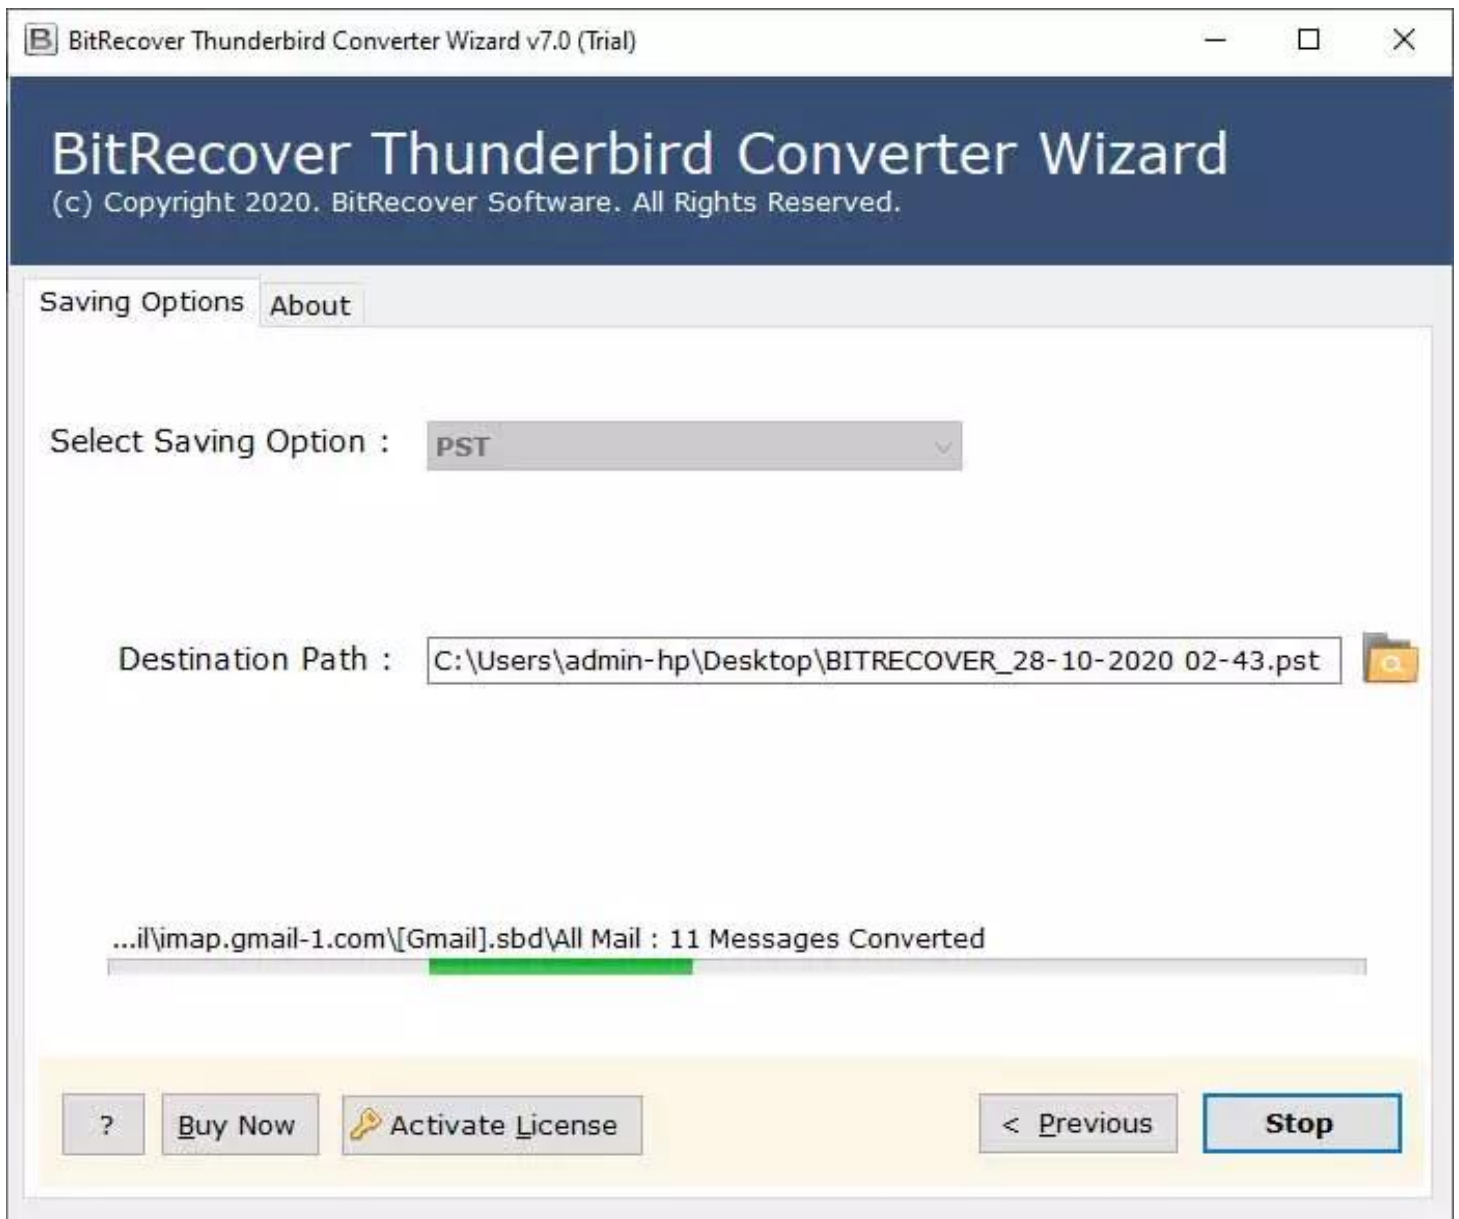 BitRecover Thunderbird Converter Wizard v7.0 (Trial)
BitRecover Thunderbird Converter Wizard
(c) Copyright 2020. BitRecover Software. All Rights Reserved.
Saving Options About
Select Saving Option : PST
Destination Path : C:\Users\admin-hp\Desktop\BITRECOVER_28-10-2020 02-43.pst
...il\imap.gmail-1.com\[Gmail].sbd\All Mail : 11 Messages Converted
? Buy Now Activate License < Previous Stop